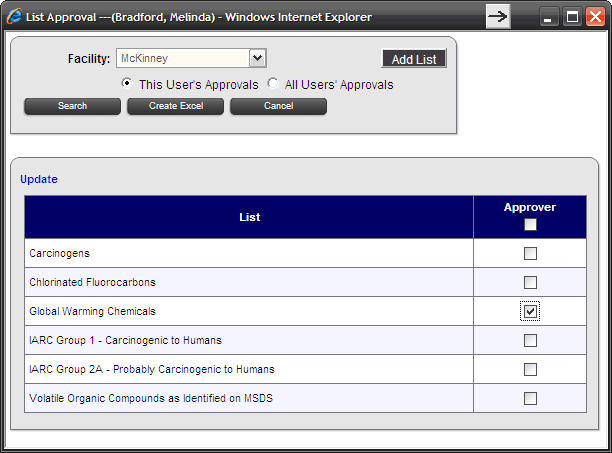 List Approval ---(Bradford, Melinda) - Windows Internet Explorer
Facility: McKinney Add List
This User's Approvals All Users' Approvals
Search Create Excel Cancel
Update
List Approver
Carcinogens
Chlorinated Fluorocarbons
Global Warming Chemicals
IARC Group 1 - Carcinogenic to Humans
IARC Group 2A - Probably Carcinogenic to Humans
Volatile Organic Compounds as Identified on MSDS